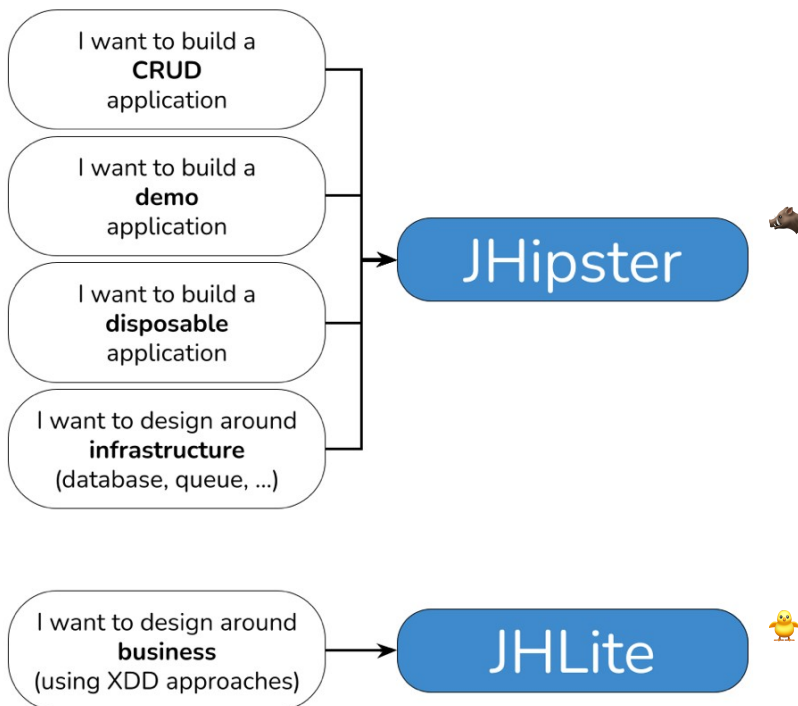 I want to build a
CRUD
application
I want to build a
demo
application
I want to build a
disposable
application
I want to design around
infrastructure
(database, queue, ...)
JHipster
I want to design around
business
(using XDD approaches)
JHLite